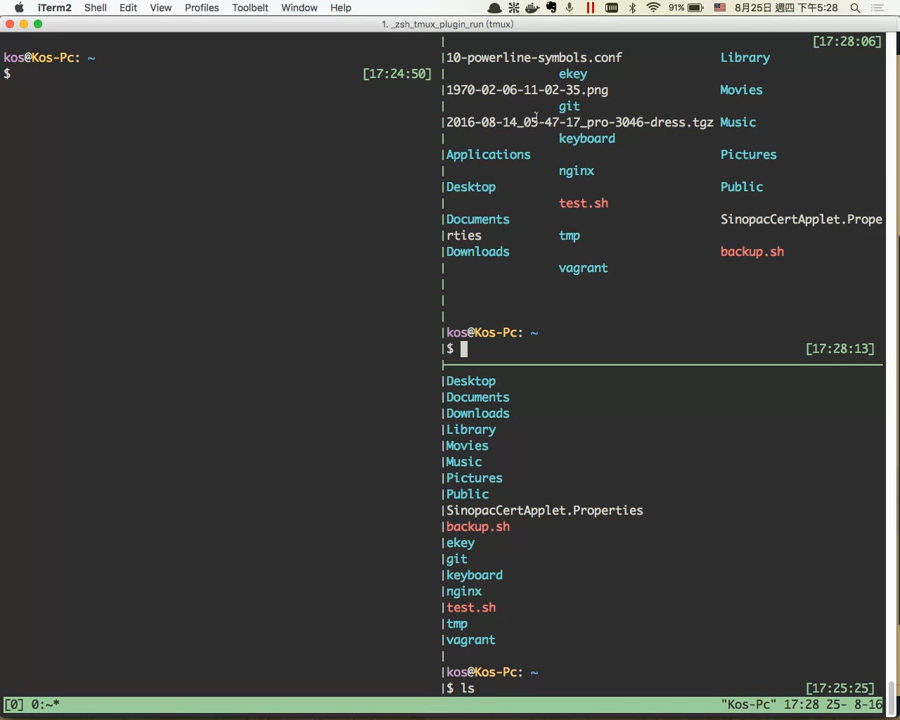 iTerm2 Shell Edit View Profiles Toolbelt Window Help 91% 8月25日 週四 下午5:28
1. _zsh_tmux_plugin_run (tmux)
kos@Kos-Pc: ~
$ [17:24:50]
[17:28:06]
10-powerline-symbols.conf Library
ekey
1970-02-06-11-02-35.png Movies
git
2016-08-14_05-47-17_pro-3046-dress.tgz Music
keyboard
Applications Pictures
nginx
Desktop Public
test.sh
Documents SinopacCertApplet.Prope
rties tmp
Downloads backup.sh
vagrant
kos@Kos-Pc: ~
$ [17:28:13]
Desktop
Documents
Downloads
Library
Movies
Music
Pictures
Public
SinopacCertApplet.Properties
backup.sh
ekey
git
keyboard
nginx
test.sh
tmp
vagrant
kos@Kos-Pc: ~
$ ls [17:25:25]
[0] 0:~* "Kos-Pc" 17:28 25- 8-16